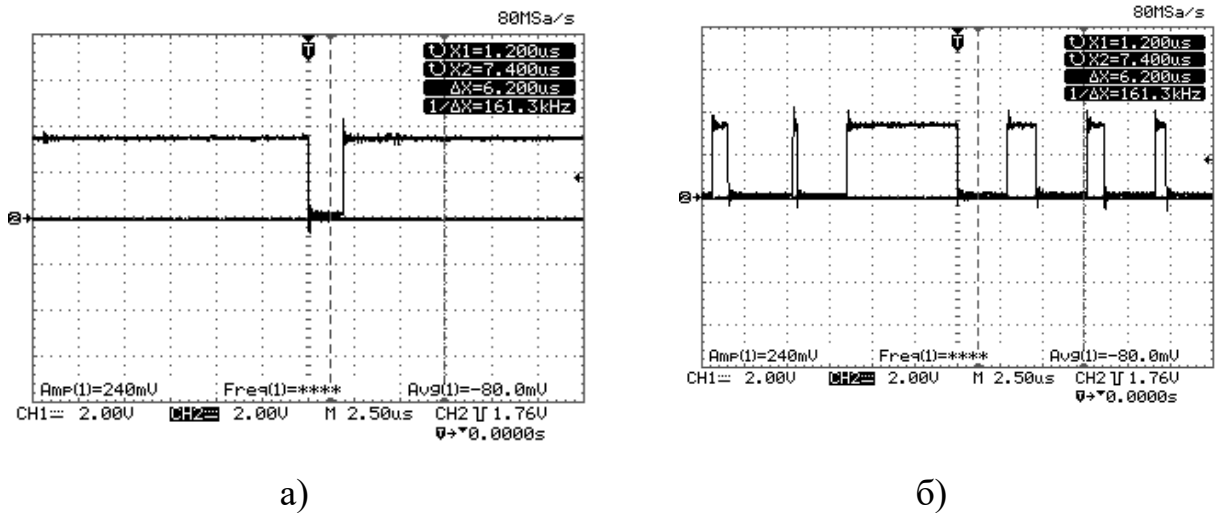 80MSa/s
T
X1=1.200us
X2=7.400us
ΔX=6.200us
1/ΔX=161.3kHz
2
Amp(1)=240mV Freq(1)=**** Avg(1)=-80.0mV
CH1 2.00V CH2 2.00V M 2.50us CH2 1.76V
T→▼0.0000s
а)
80MSa/s
T
X1=1.200us
X2=7.400us
ΔX=6.200us
1/ΔX=161.3kHz
2
Amp(1)=240mV Freq(1)=**** Avg(1)=-80.0mV
CH1 2.00V CH2 2.00V M 2.50us CH2 1.76V
T→▼0.0000s
б)